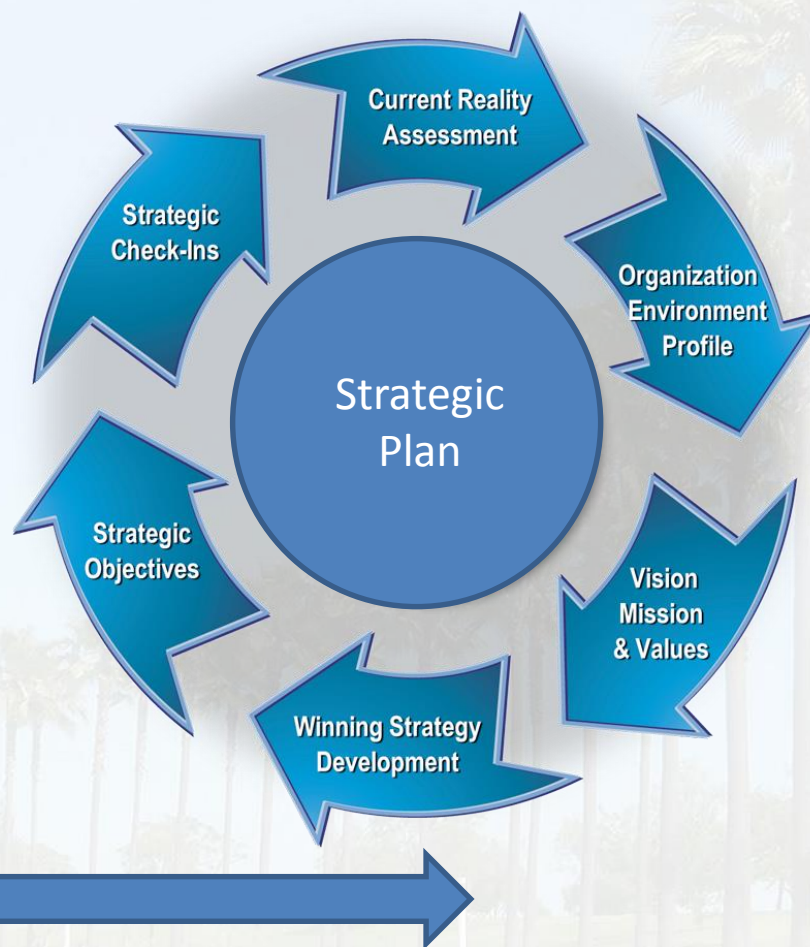 Current Reality
Assessment
Organization
Environment
Profile
Vision
Mission
& Values
Winning Strategy
Development
Strategic
Objectives
Strategic
Check-Ins
Strategic
Plan